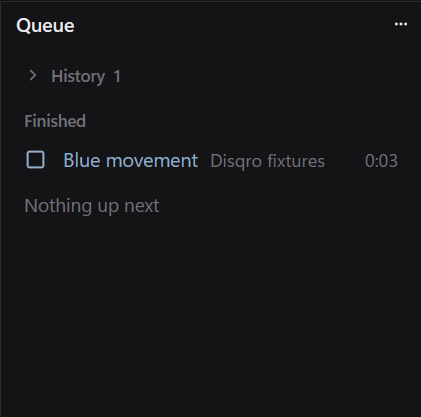 Queue
History 1
Finished
Blue movement Disqro fixtures 0:03
Nothing up next